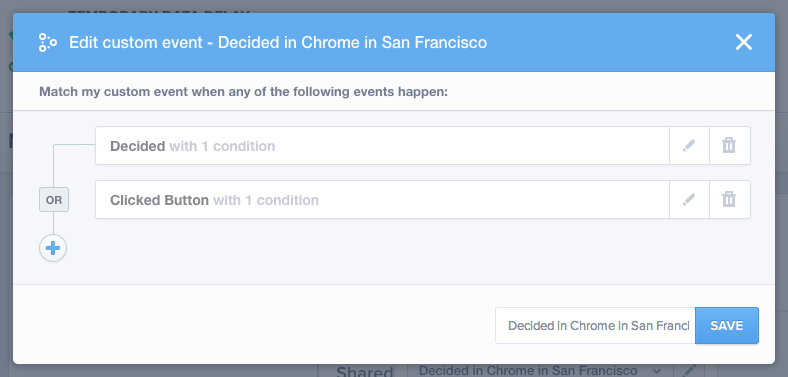 TEMPORARY DATA DELAY
Edit custom event - Decided in Chrome in San Francisco
Match my custom event when any of the following events happen:
Decided with 1 condition
OR
Clicked Button with 1 condition
Decided in Chrome in San Franci
SAVE
Shared
Decided in Chrome in San Francisco